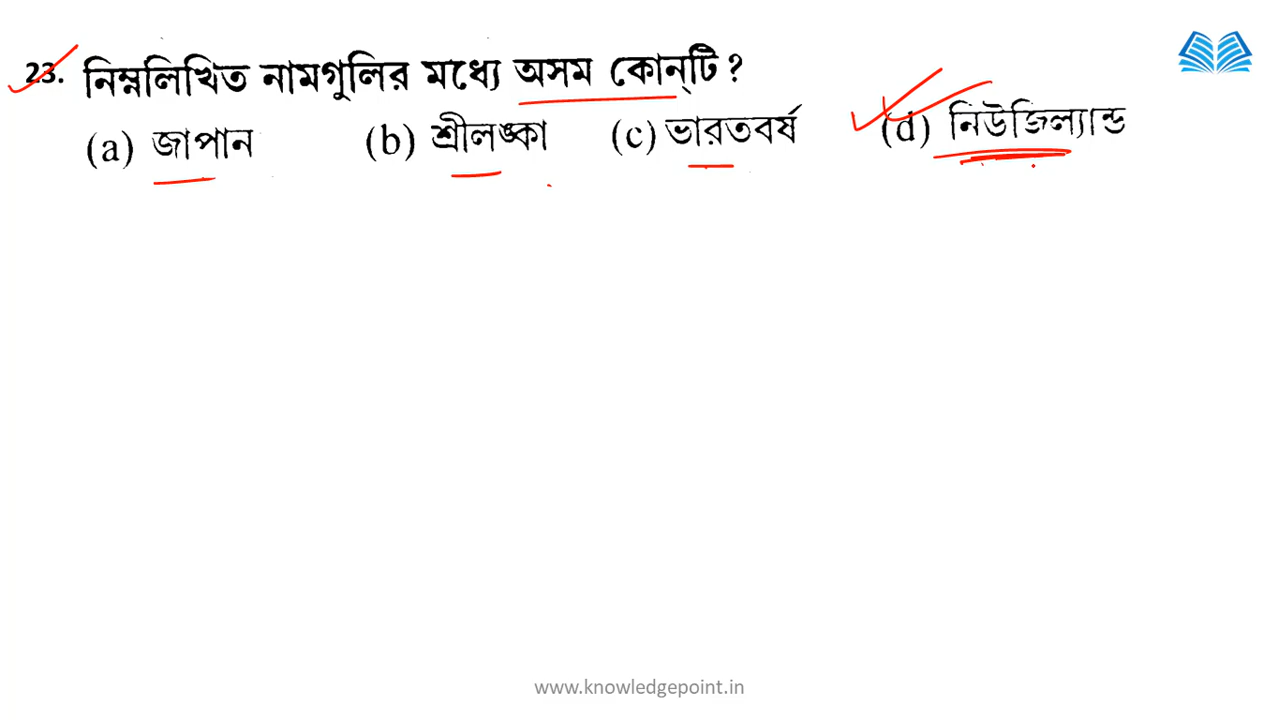 23. নিম্নলিখিত নামগুলির মধ্যে অসম কোন্‌টি ?
(a) জাপান (b) শ্রীলঙ্কা (c) ভারতবর্ষ (d) নিউজিল্যান্ড
www.knowledgepoint.in